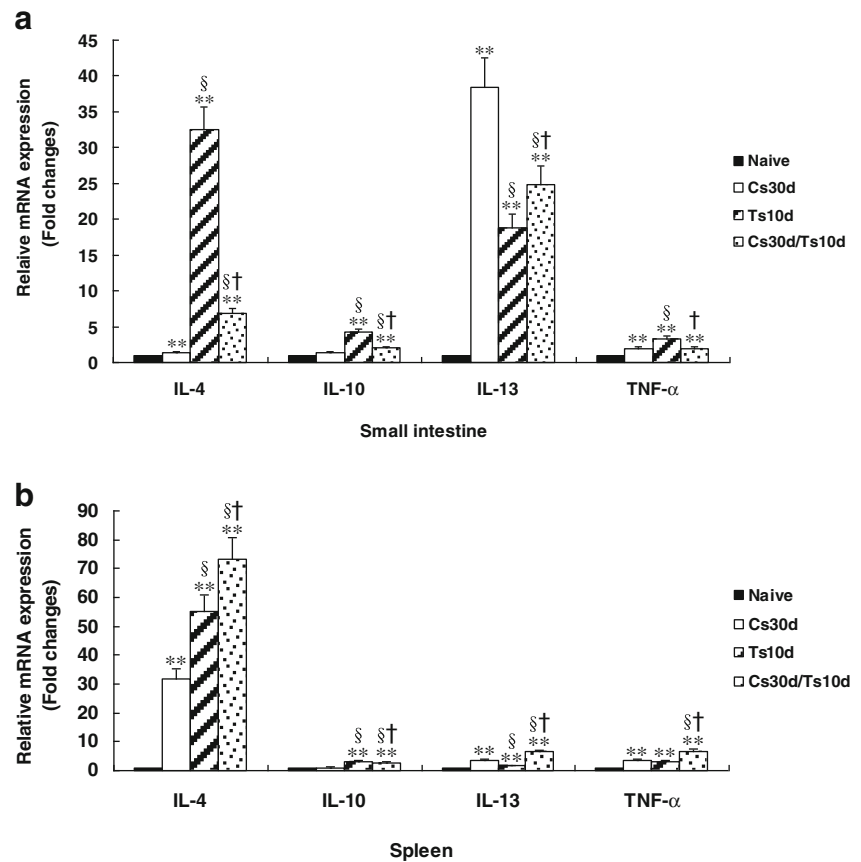 a
Relaive mRNA expression
(Fold changes)
45
40
35
30
25
20
15
10
5
0
§
**
**
§†
**
§
**
§†
**
**
§
**
§†
**
**
§
**
†
**
IL-4
IL-10
IL-13
TNF-α
Small intestine
Naive
Cs30d
Ts10d
Cs30d/Ts10d
b
Relative mRNA expression
(Fold changes)
90
80
70
60
50
40
30
20
10
0
**
§
**
§†
**
§
**
§†
**
**
§
**
§†
**
**
**
§†
**
IL-4
IL-10
IL-13
TNF-α
Spleen
Naive
Cs30d
Ts10d
Cs30d/Ts10d